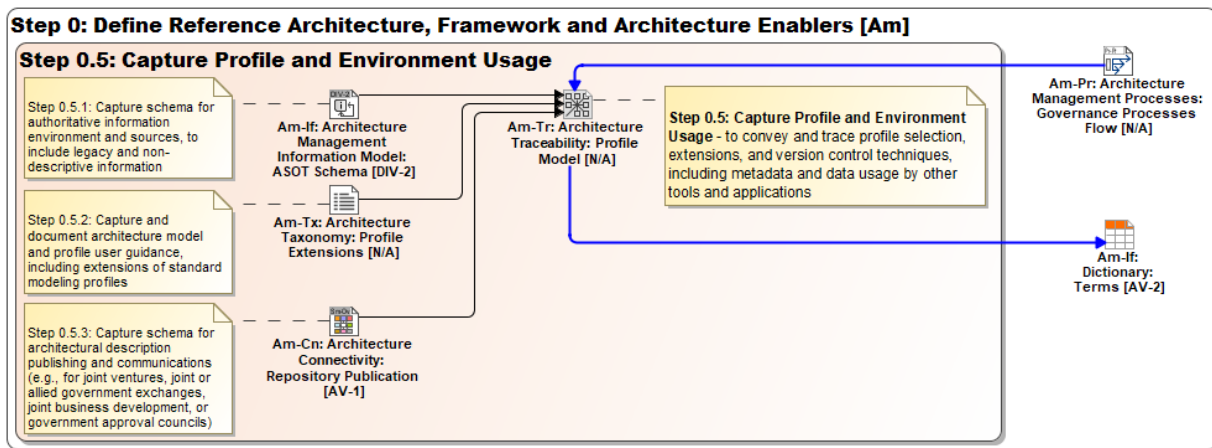 Step 0: Define Reference Architecture, Framework and Architecture Enablers [Am]
Step 0.5: Capture Profile and Environment Usage
Step 0.5.1: Capture schema for
authoritative information
environment and sources, to
include legacy and non-
descriptive information
DIV-2
Am-If: Architecture
Management
Information Model:
ASOT Schema [DIV-2]
Am-Tr: Architecture
Traceability: Profile
Model [N/A]
Step 0.5: Capture Profile and Environment
Usage - to convey and trace profile selection,
extensions, and version control techniques,
including metadata and data usage by other
tools and applications
Am-Pr: Architecture
Management Processes:
Governance Processes
Flow [N/A]
Step 0.5.2: Capture and
document architecture model
and profile user guidance,
including extensions of standard
modeling profiles
Am-Tx: Architecture
Taxonomy: Profile
Extensions [N/A]
Am-If:
Dictionary:
Terms [AV-2]
Step 0.5.3: Capture schema for
architectural description
publishing and communications
(e.g., for joint ventures, joint or
allied government exchanges,
joint business development, or
government approval councils)
Am-Cn: Architecture
Connectivity:
Repository Publication
[AV-1]